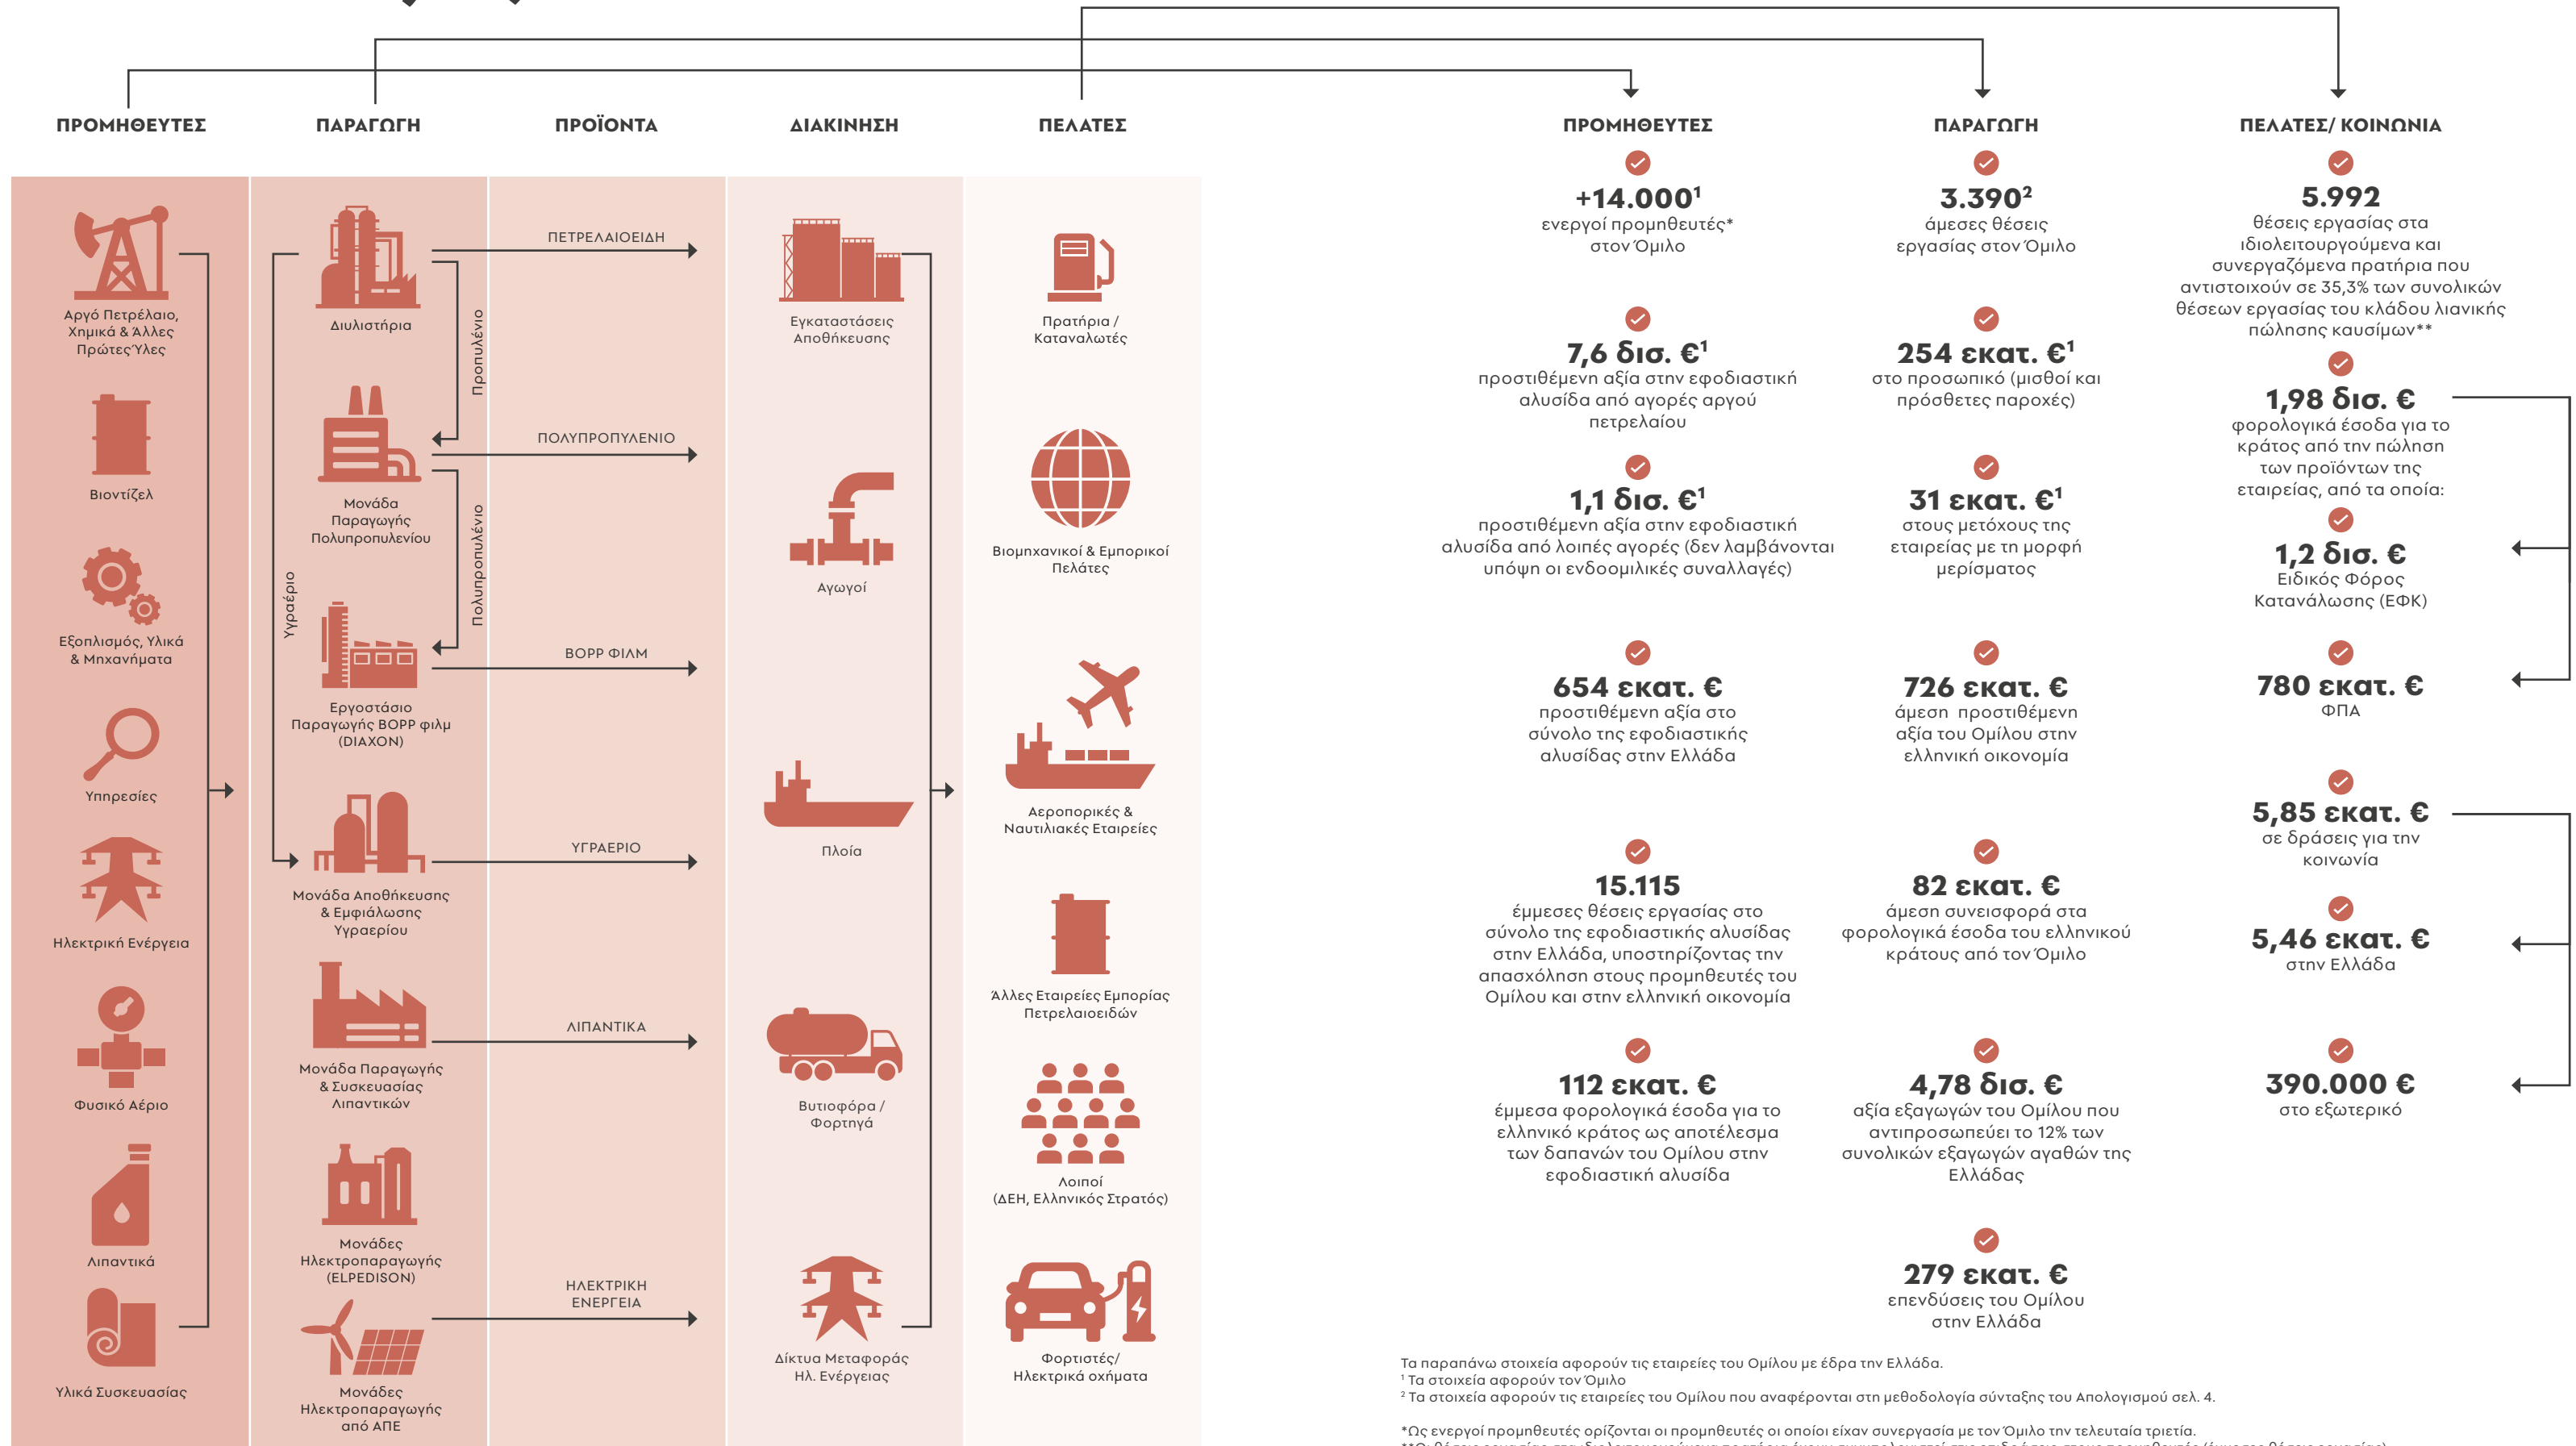 ΠΡΟΜΗΘΕΥΤΕΣ
Αργό Πετρέλαιο,
Χημικά & Άλλες
Πρώτες Ύλες
Βιοντίζελ
Εξοπλισμός, Υλικά
& Μηχανήματα
Υπηρεσίες
Ηλεκτρική Ενέργεια
Φυσικό Αέριο
Λιπαντικά
Υλικά Συσκευασίας
ΠΑΡΑΓΩΓΗ
Διυλιστήρια
Προπυλένιο
Μονάδα
Παραγωγής
Πολυπροπυλενίου
Πολυπροπυλένιο
Υγραέριο
Εργοστάσιο
Παραγωγής BOPP φιλμ
(DIAXON)
Μονάδα Αποθήκευσης
& Εμφιάλωσης
Υγραερίου
Μονάδα Παραγωγής
& Συσκευασίας
Λιπαντικών
Μονάδες
Ηλεκτροπαραγωγής
(ELPEDISON)
Μονάδες
Ηλεκτροπαραγωγής
από ΑΠΕ
ΠΡΟΪΟΝΤΑ
ΠΕΤΡΕΛΑΙΟΕΙΔΗ
ΠΟΛΥΠΡΟΠΥΛΕΝΙΟ
BOPP ΦΙΛΜ
ΥΓΡΑΕΡΙΟ
ΛΙΠΑΝΤΙΚΑ
ΗΛΕΚΤΡΙΚΗ
ΕΝΕΡΓΕΙΑ
ΔΙΑΚΙΝΗΣΗ
Εγκαταστάσεις
Αποθήκευσης
Αγωγοί
Πλοία
Βυτιοφόρα /
Φορτηγά
Δίκτυα Μεταφοράς
Ηλ. Ενέργειας
ΠΕΛΑΤΕΣ
Πρατήρια /
Καταναλωτές
Βιομηχανικοί & Εμπορικοί
Πελάτες
Αεροπορικές &
Ναυτιλιακές Εταιρείες
Άλλες Εταιρείες Εμπορίας
Πετρελαιοειδών
Λοιποί
(ΔΕΗ, Ελληνικός Στρατός)
Φορτιστές/
Ηλεκτρικά οχήματα
ΠΡΟΜΗΘΕΥΤΕΣ
+14.000¹
ενεργοί προμηθευτές*
στον Όμιλο
7,6 δισ. €¹
προστιθέμενη αξία στην εφοδιαστική
αλυσίδα από αγορές αργού
πετρελαίου
1,1 δισ. €¹
προστιθέμενη αξία στην εφοδιαστική
αλυσίδα από λοιπές αγορές (δεν λαμβάνονται
υπόψη οι ενδοομιλικές συναλλαγές)
654 εκατ. €
προστιθέμενη αξία στο
σύνολο της εφοδιαστικής
αλυσίδας στην Ελλάδα
15.115
έμμεσες θέσεις εργασίας στο
σύνολο της εφοδιαστικής αλυσίδας
στην Ελλάδα, υποστηρίζοντας την
απασχόληση στους προμηθευτές του
Ομίλου και στην ελληνική οικονομία
112 εκατ. €
έμμεσα φορολογικά έσοδα για το
ελληνικό κράτος ως αποτέλεσμα
των δαπανών του Ομίλου στην
εφοδιαστική αλυσίδα
ΠΑΡΑΓΩΓΗ
3.390²
άμεσες θέσεις
εργασίας στον Όμιλο
254 εκατ. €¹
στο προσωπικό (μισθοί και
πρόσθετες παροχές)
31 εκατ. €¹
στους μετόχους της
εταιρείας με τη μορφή
μερίσματος
726 εκατ. €
άμεση προστιθέμενη
αξία του Ομίλου στην
ελληνική οικονομία
82 εκατ. €
άμεση συνεισφορά στα
φορολογικά έσοδα του ελληνικού
κράτους από τον Όμιλο
4,78 δισ. €
αξία εξαγωγών του Ομίλου που
αντιπροσωπεύει το 12% των
συνολικών εξαγωγών αγαθών της
Ελλάδας
279 εκατ. €
επενδύσεις του Ομίλου
στην Ελλάδα
ΠΕΛΑΤΕΣ/ ΚΟΙΝΩΝΙΑ
5.992
θέσεις εργασίας στα
ιδιολειτουργούμενα και
συνεργαζόμενα πρατήρια που
αντιστοιχούν σε 35,3% των συνολικών
θέσεων εργασίας του κλάδου λιανικής
πώλησης καυσίμων**
1,98 δισ. €
φορολογικά έσοδα για το
κράτος από την πώληση
των προϊόντων της
εταιρείας, από τα οποία:
1,2 δισ. €
Ειδικός Φόρος
Κατανάλωσης (ΕΦΚ)
780 εκατ. €
ΦΠΑ
5,85 εκατ. €
σε δράσεις για την
κοινωνία
5,46 εκατ. €
στην Ελλάδα
390.000 €
στο εξωτερικό
Τα παραπάνω στοιχεία αφορούν τις εταιρείες του Ομίλου με έδρα την Ελλάδα.
¹ Τα στοιχεία αφορούν τον Όμιλο
² Τα στοιχεία αφορούν τις εταιρείες του Ομίλου που αναφέρονται στη μεθοδολογία σύνταξης του Απολογισμού σελ. 4.
*Ως ενεργοί προμηθευτές ορίζονται οι προμηθευτές οι οποίοι είχαν συνεργασία με τον Όμιλο την τελευταία τριετία.